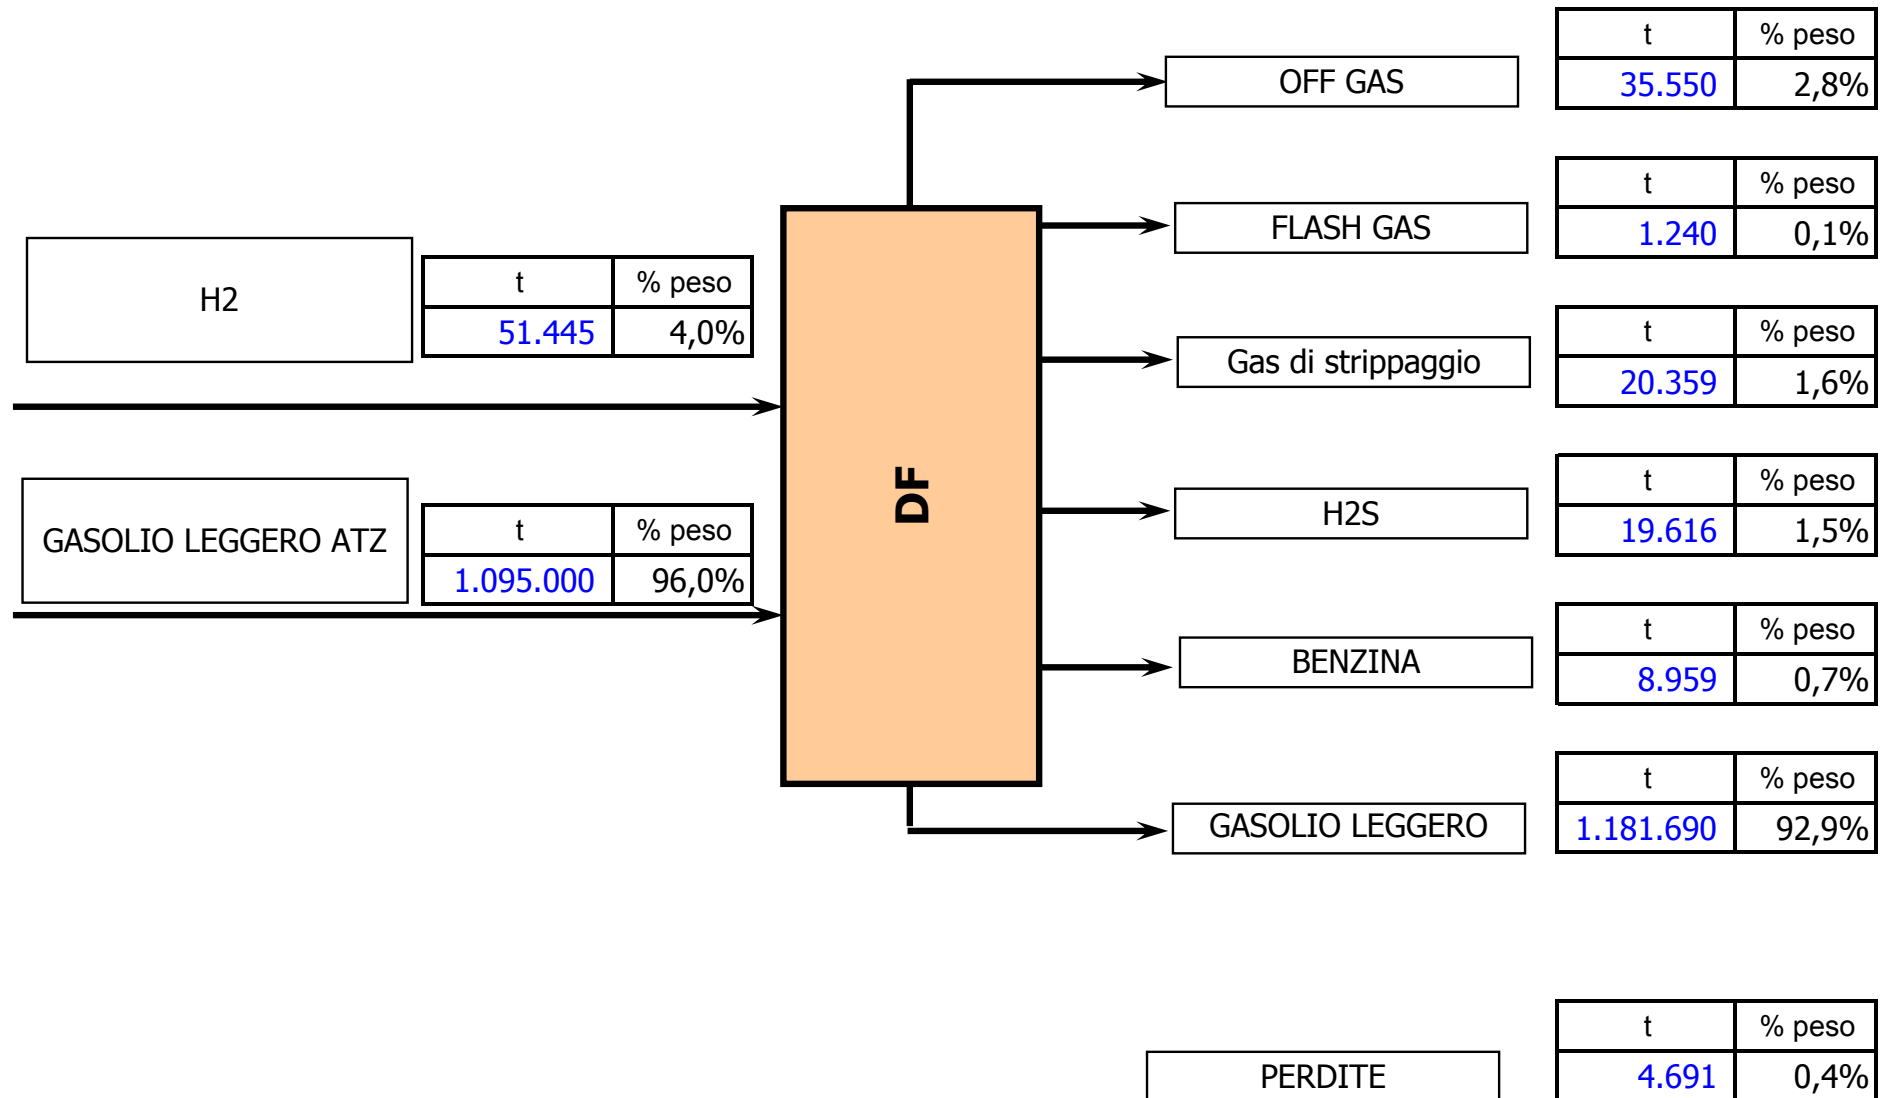 t % peso
OFF GAS 35.550 2,8%
t % peso
FLASH GAS 1.240 0,1%
t % peso
H2 51.445 4,0%
t % peso
Gas di strippaggio 20.359 1,6%
DF
t % peso
H2S 19.616 1,5%
t % peso
GASOLIO LEGGERO ATZ 1.095.000 96,0%
t % peso
BENZINA 8.959 0,7%
t % peso
GASOLIO LEGGERO 1.181.690 92,9%
t % peso
PERDITE 4.691 0,4%